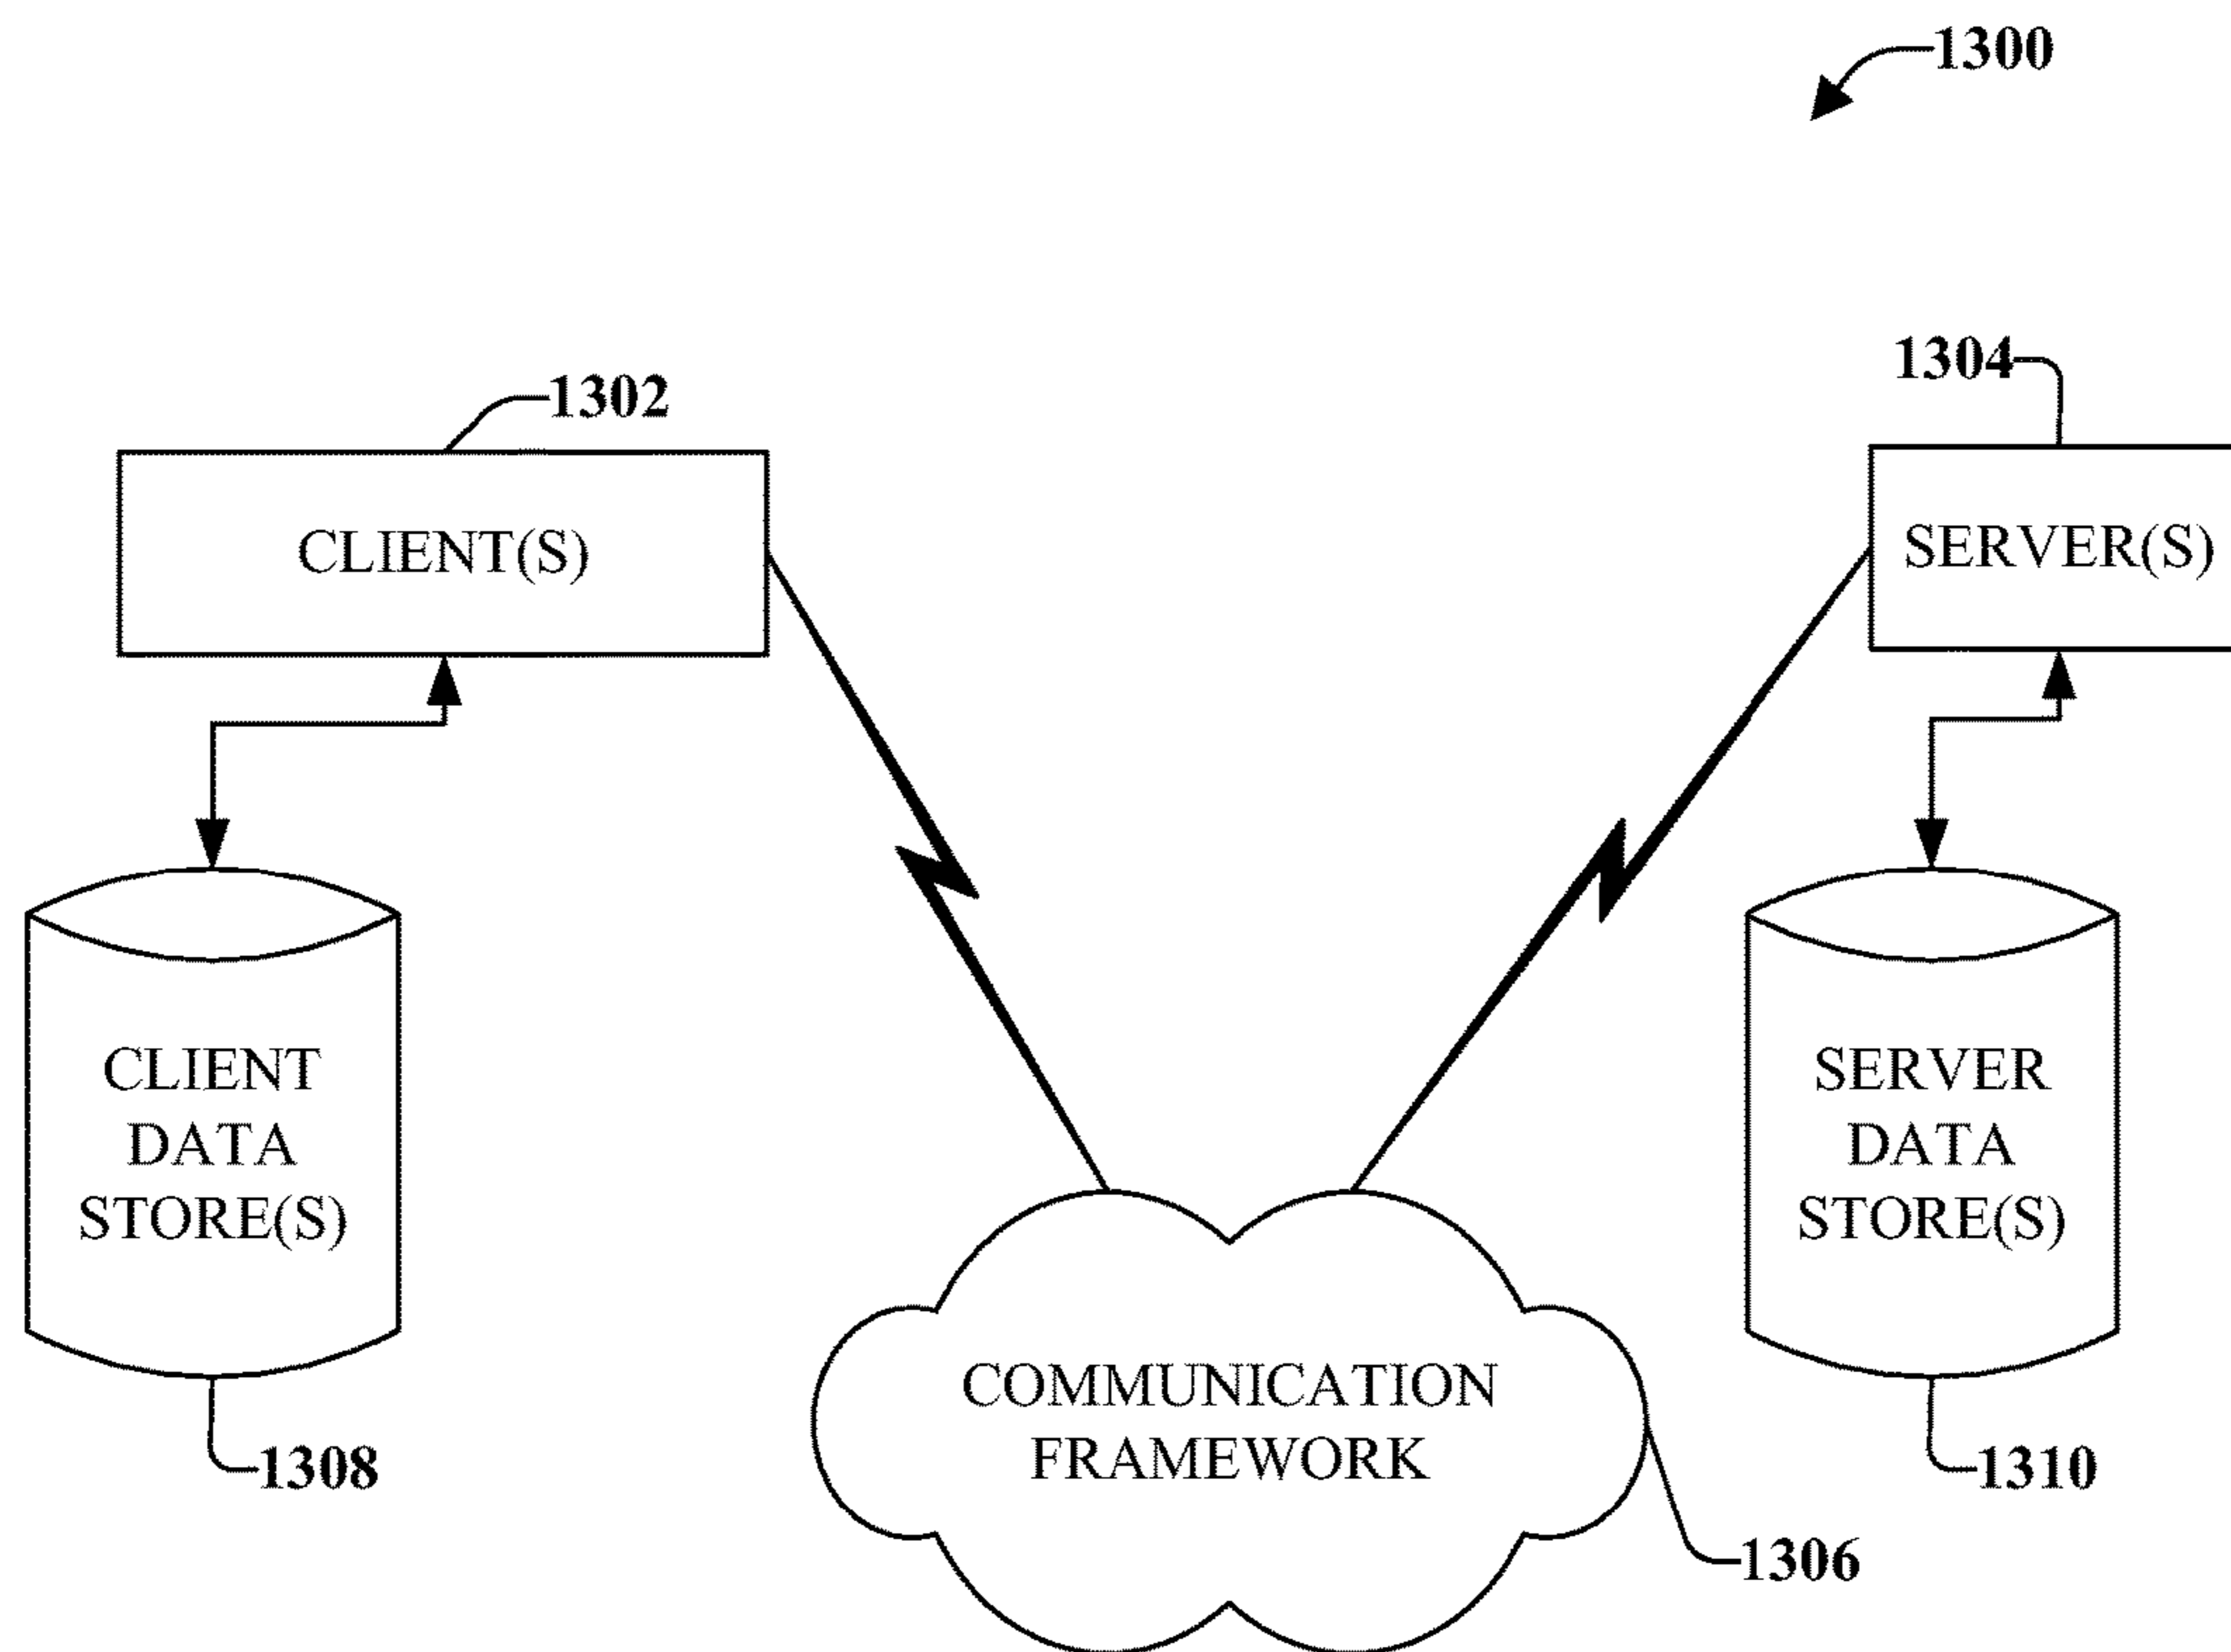 1300
1302
1304
CLIENT(S)
SERVER(S)
CLIENT
DATA
STORE(S)
SERVER
DATA
STORE(S)
COMMUNICATION
FRAMEWORK
1308
1310
1306